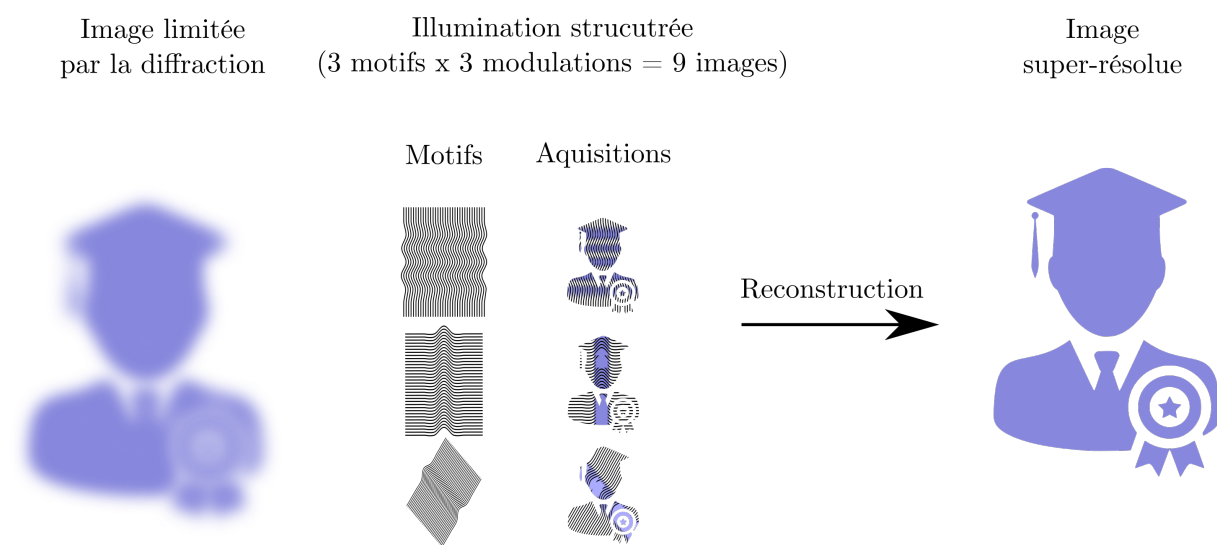 Image limitée
par la diffraction
Illumination strucutrée
(3 motifs x 3 modulations = 9 images)
Image
super-résolue
Motifs
Aquisitions
Reconstruction